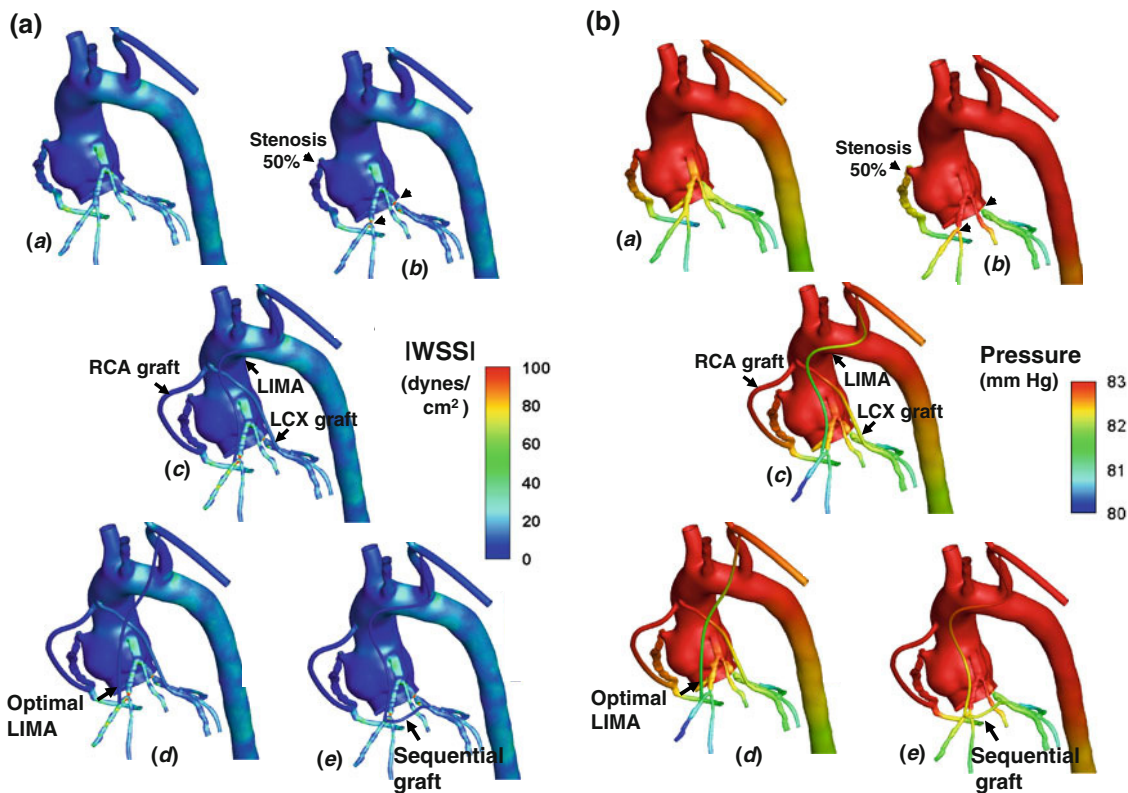 (a)
Stenosis
50%
(a)
(b)
RCA graft
LIMA
LCX graft
(c)
|WSS|
(dynes/
cm²)
100
80
60
40
20
0
Optimal
LIMA
(d)
(e)
Sequential
graft
(b)
Stenosis
50%
(a)
(b)
RCA graft
LIMA
LCX graft
(c)
Pressure
(mm Hg)
83
82
81
80
Optimal
LIMA
(d)
(e)
Sequential
graft